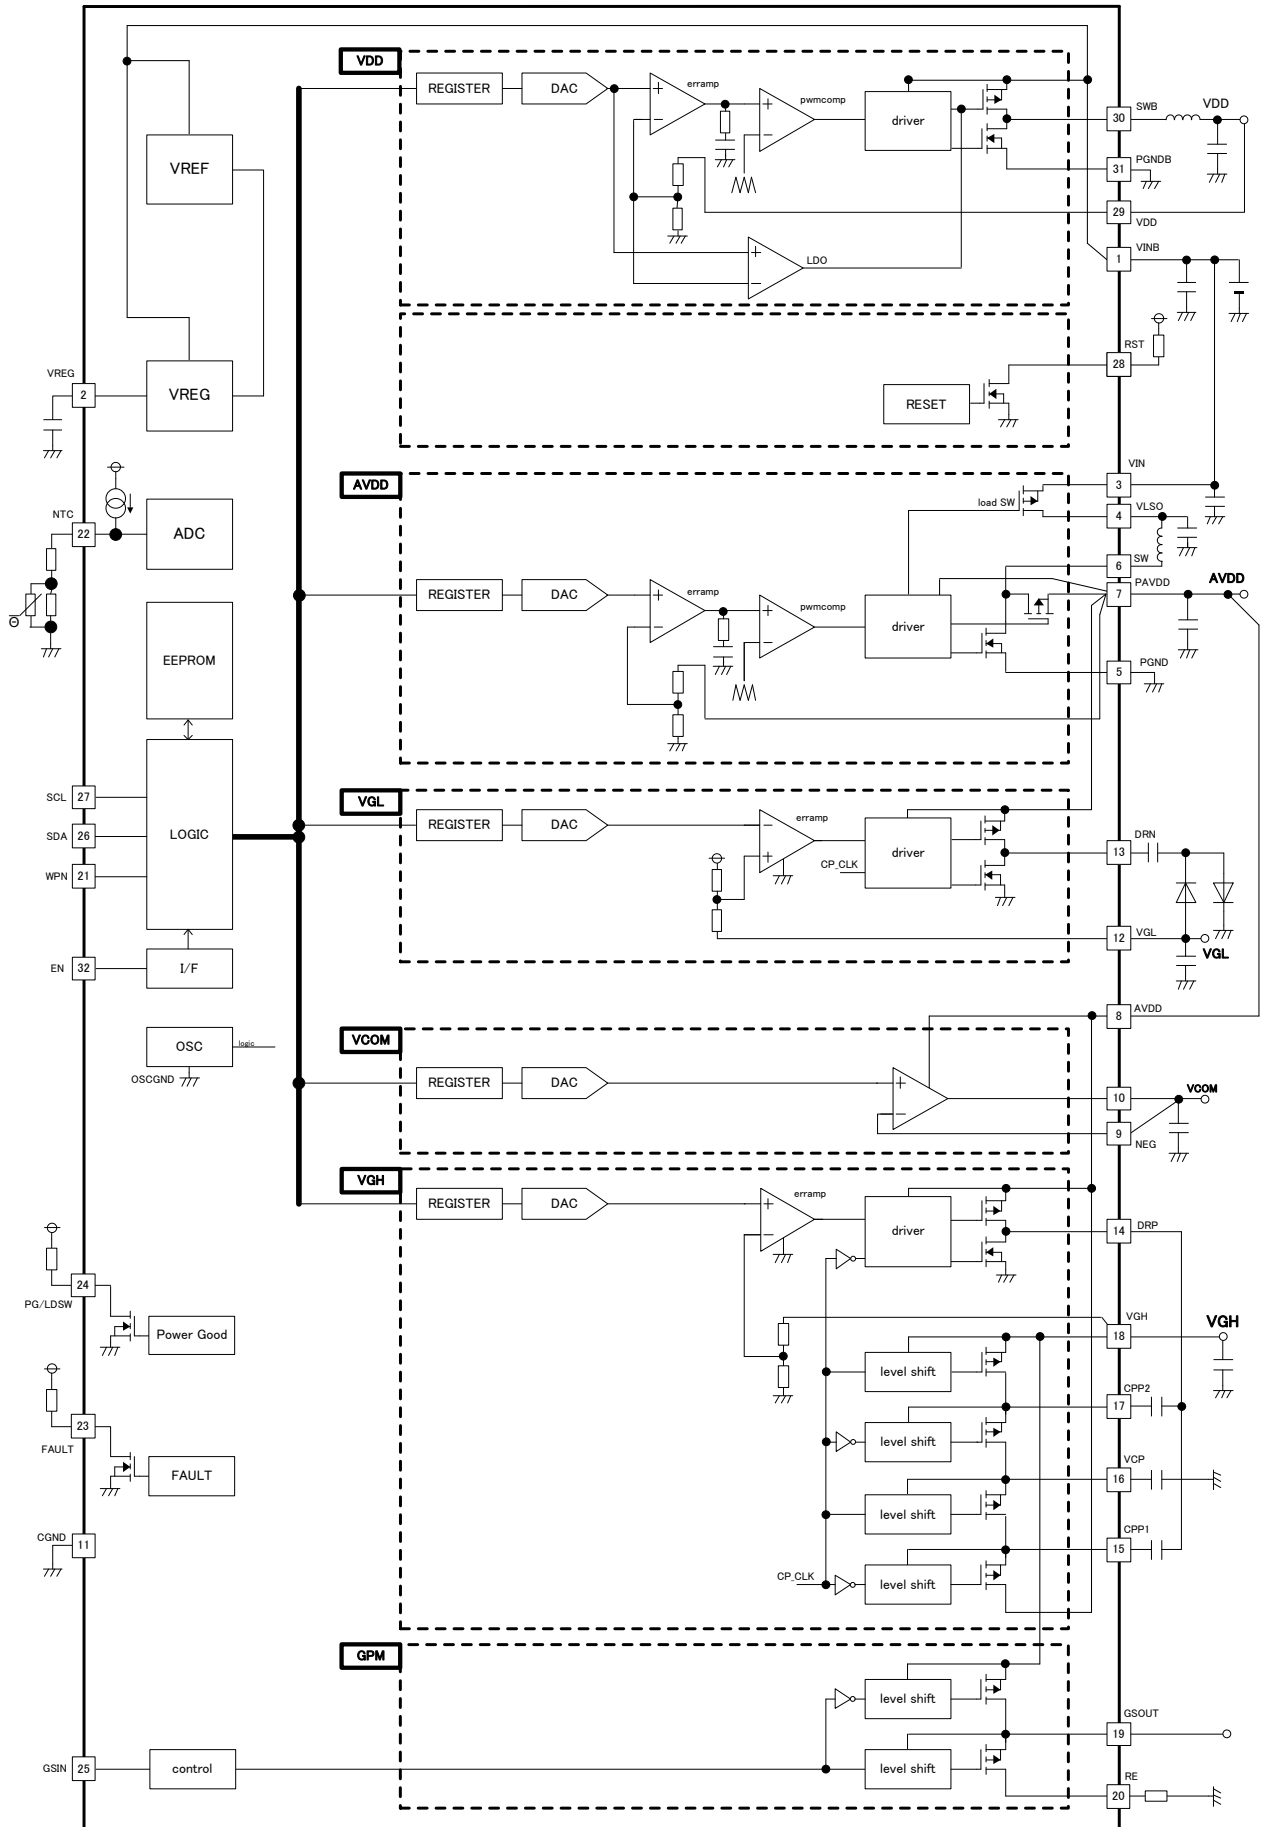 VDD
REGISTER
DAC
erramp
pwmcomp
driver
LDO
SWB
30
VDD
PGNDB
31
29
VDD
VINB
1
VREF
VREG
2
VREG
RST
28
RESET
NTC
22
ADC
AVDD
load SW
VIN
3
VLSO
4
SW
6
PAVDD
7
AVDD
REGISTER
DAC
erramp
pwmcomp
driver
PGND
5
EEPROM
LOGIC
SCL 27
SDA 26
WPN 21
EN 32
I/F
OSC
logic
OSCGND
VGL
REGISTER
DAC
erramp
CP_CLK
driver
DRN
13
VGL
12
VGL
AVDD
8
VCOM
REGISTER
DAC
10
VCOM
9
NEG
VGH
REGISTER
DAC
erramp
driver
DRP
14
VGH
18
VGH
level shift
CPP2
17
level shift
VCP
16
level shift
CPP1
15
CP_CLK
level shift
24
PG/LDSW
Power Good
23
FAULT
FAULT
CGND
11
GPM
level shift
GSOUT
19
GSIN 25
control
level shift
RE
20